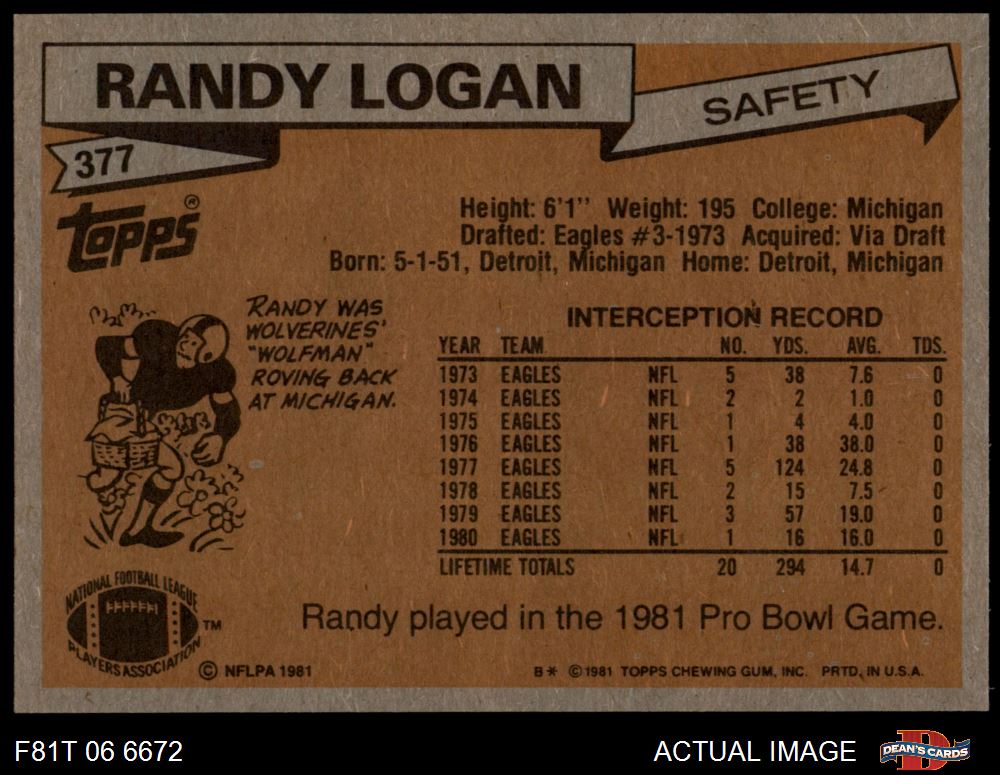 RANDY LOGAN
SAFETY
377
TOPPS®
Height: 6'1'' Weight: 195 College: Michigan
Drafted: Eagles #3-1973 Acquired: Via Draft
Born: 5-1-51, Detroit, Michigan Home: Detroit, Michigan
RANDY WAS
WOLVERINES'
"WOLFMAN"
ROVING BACK
AT MICHIGAN.
INTERCEPTION RECORD
YEAR TEAM NO. YDS. AVG. TDS.
1973 EAGLES NFL 5 38 7.6 0
1974 EAGLES NFL 2 2 1.0 0
1975 EAGLES NFL 1 4 4.0 0
1976 EAGLES NFL 1 38 38.0 0
1977 EAGLES NFL 5 124 24.8 0
1978 EAGLES NFL 2 15 7.5 0
1979 EAGLES NFL 3 57 19.0 0
1980 EAGLES NFL 1 16 16.0 0
LIFETIME TOTALS 20 294 14.7 0
Randy played in the 1981 Pro Bowl Game.
NATIONAL FOOTBALL LEAGUE
PLAYERS ASSOCIATION
TM
© NFLPA 1981
B* © 1981 TOPPS CHEWING GUM, INC. PRTD. IN U.S.A.
F81T 06 6672
ACTUAL IMAGE
D
DEAN'S CARDS